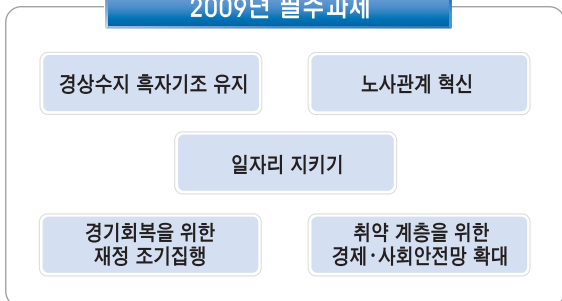 2009년 필수과제
경상수지 흑자기조 유지
노사관계 혁신
일자리 지키기
경기회복을 위한
재정 조기집행
취약 계층을 위한
경제·사회안전망 확대